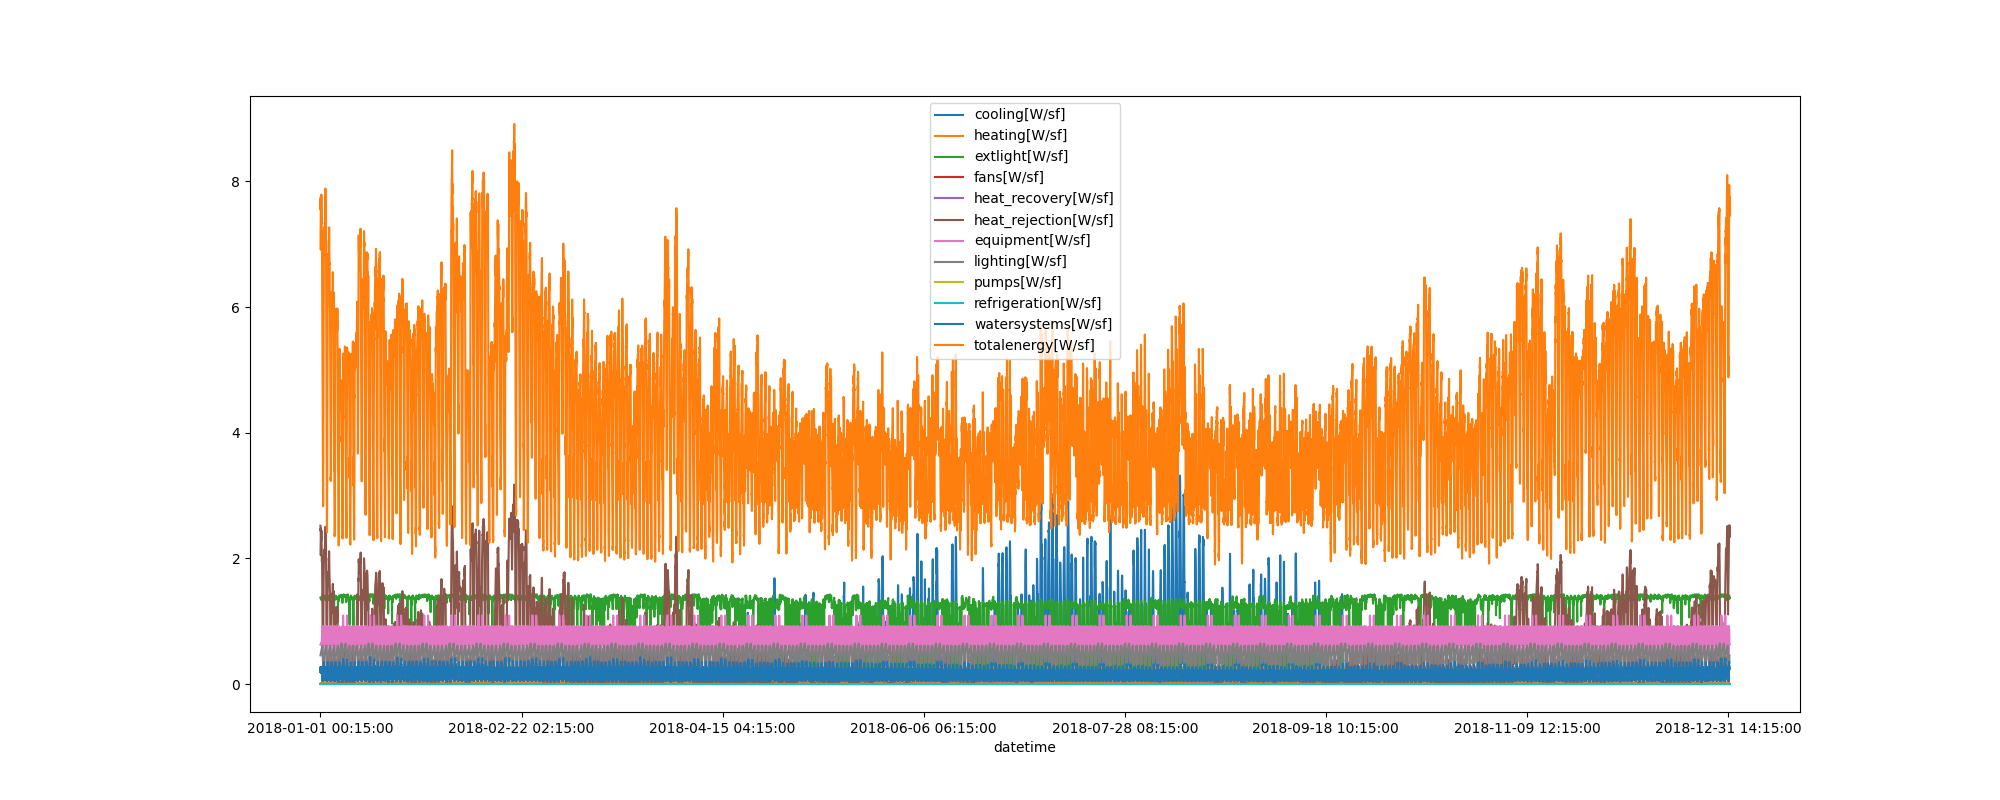 cooling[W/sf]
heating[W/sf]
extlight[W/sf]
fans[W/sf]
heat_recovery[W/sf]
heat_rejection[W/sf]
equipment[W/sf]
lighting[W/sf]
pumps[W/sf]
refrigeration[W/sf]
watersystems[W/sf]
totalenergy[W/sf]
8
6
4
2
0
2018-01-01 00:15:00 2018-02-22 02:15:00 2018-04-15 04:15:00 2018-06-06 06:15:00 2018-07-28 08:15:00 2018-09-18 10:15:00 2018-11-09 12:15:00 2018-12-31 14:15:00
datetime